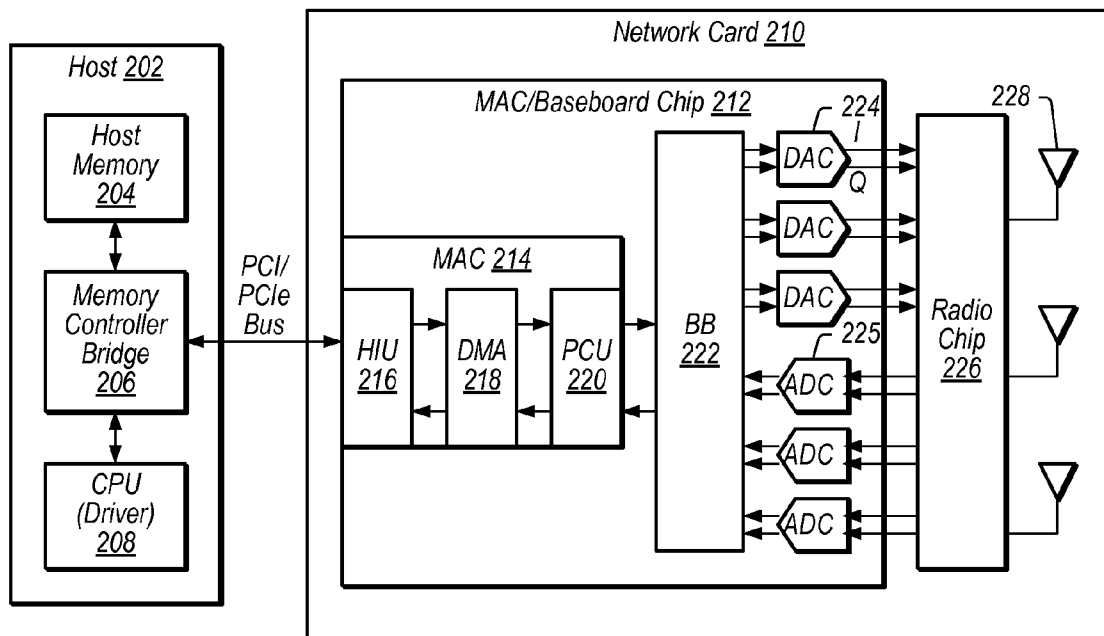 Network Card 210
Host 202
MAC/Baseboard Chip 212
228
Host
Memory
204
224
I
DAC
Q
DAC
PCI/
PCIe
Bus
MAC 214
DAC
Memory
Controller
Bridge
206
HIU
216
DMA
218
PCU
220
BB
222
225
ADC
Radio
Chip
226
ADC
CPU
(Driver)
208
ADC